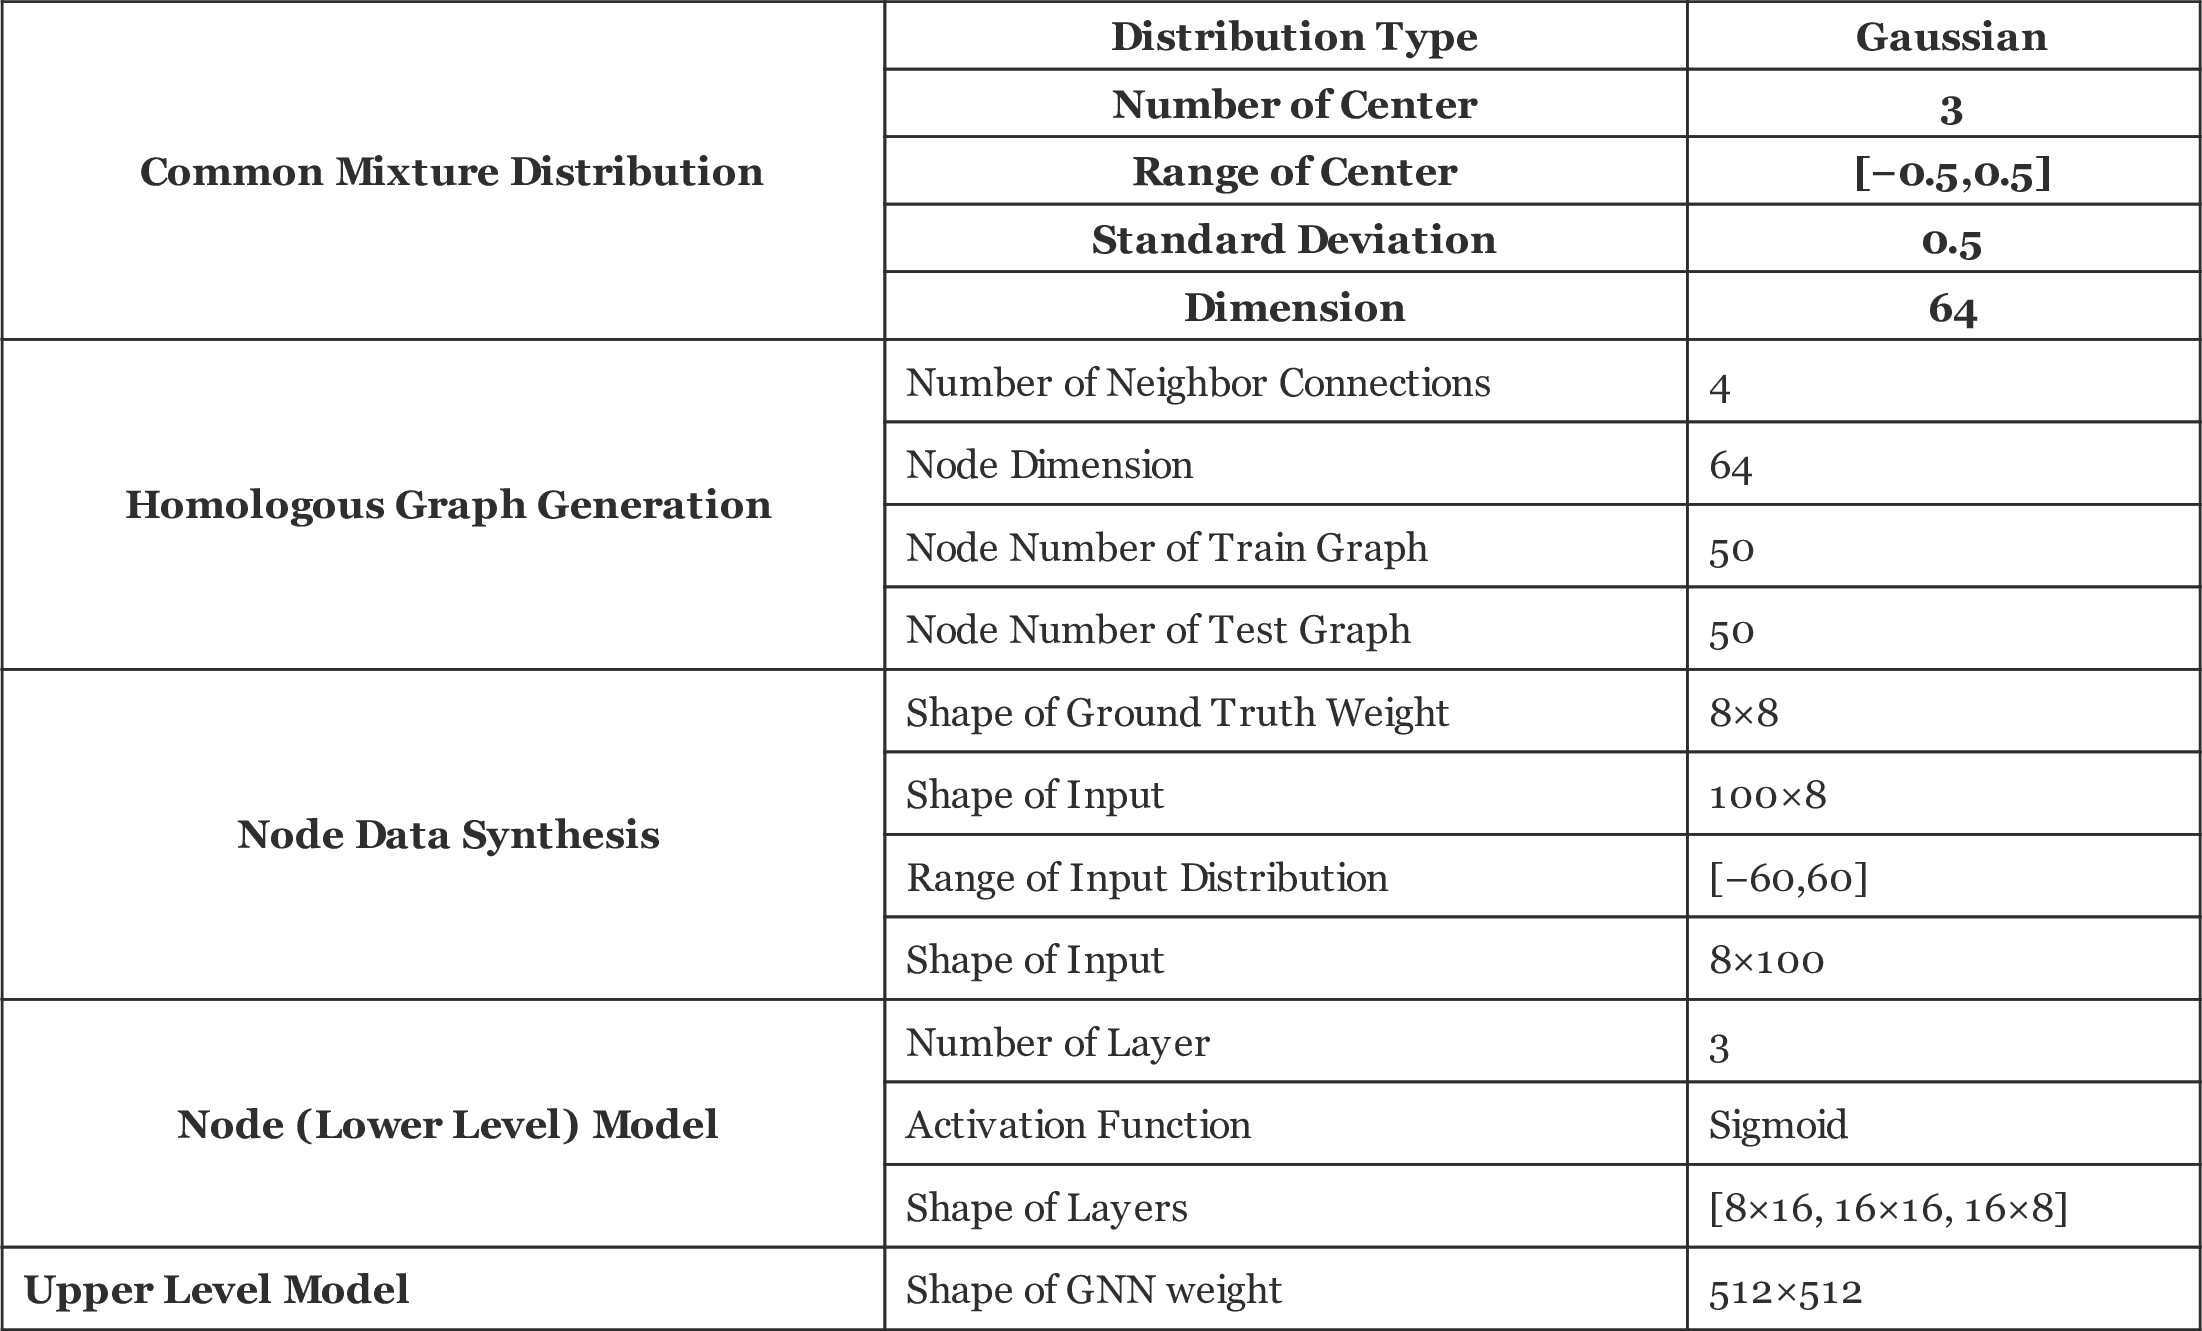 Common Mixture Distribution
Distribution Type Gaussian
Number of Center 3
Range of Center [−0.5,0.5]
Standard Deviation 0.5
Dimension 64
Homologous Graph Generation
Number of Neighbor Connections 4
Node Dimension 64
Node Number of Train Graph 50
Node Number of Test Graph 50
Node Data Synthesis
Shape of Ground Truth Weight 8×8
Shape of Input 100×8
Range of Input Distribution [−60,60]
Shape of Input 8×100
Node (Lower Level) Model
Number of Layer 3
Activation Function Sigmoid
Shape of Layers [8×16, 16×16, 16×8]
Upper Level Model Shape of GNN weight 512×512